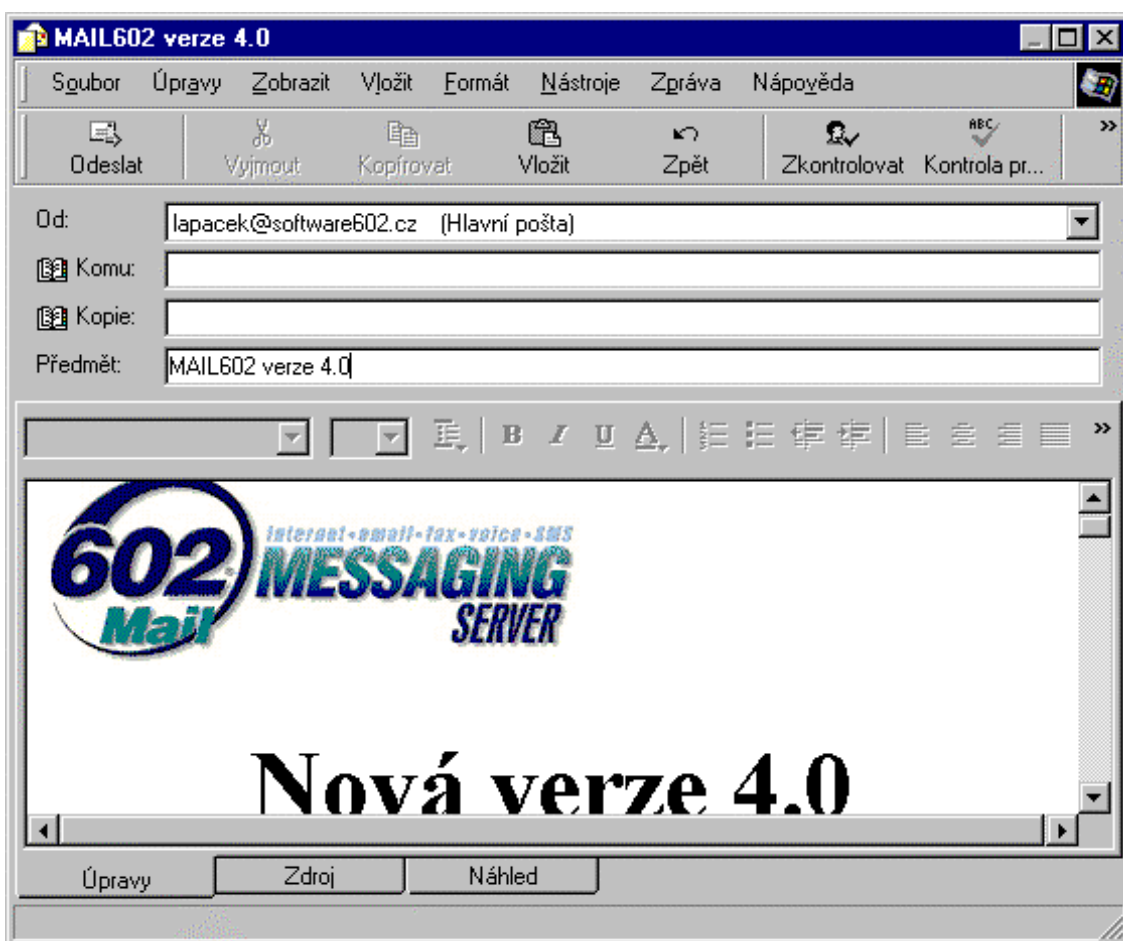 MAIL602 verze 4.0
Soubor Úpravy Zobrazit Vložit Formát Nástroje Zpráva Nápověda
Odeslat Vyjmout Kopírovat Vložit Zpět Zkontrolovat ABC Kontrola pr... »
Od: lapacek@software602.cz (Hlavní pošta)
Komu:
Kopie:
Předmět: MAIL602 verze 4.0
B I U A »
602 Mail
internet•email•fax•voice•SMS
MESSAGING
SERVER
Nová verze 4.0
Úpravy Zdroj Náhled